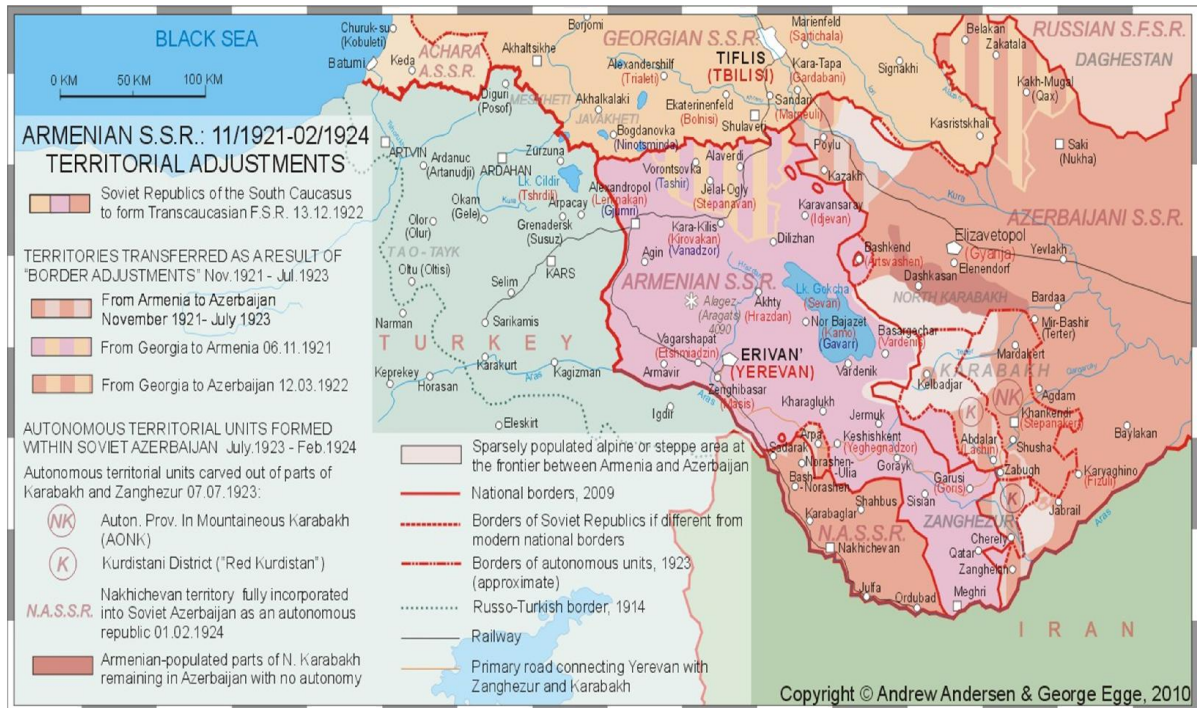 BLACK SEA
0 KM 50 KM 100 KM
ARMENIAN S.S.R.: 11/1921-02/1924
TERRITORIAL ADJUSTMENTS
Soviet Republics of the South Caucasus
to form Transcaucasian F.S.R. 13.12.1922
TERRITORIES TRANSFERRED AS A RESULT OF
"BORDER ADJUSTMENTS" Nov.1921 - Jul.1923
From Armenia to Azerbaijan
November 1921- July 1923
From Georgia to Armenia 06.11.1921
From Georgia to Azerbaijan 12.03.1922
AUTONOMOUS TERRITORIAL UNITS FORMED
WITHIN SOVIET AZERBAIJAN July.1923 - Feb.1924
Autonomous territorial units carved out of parts of
Karabakh and Zanghezur 07.07.1923:
NK
Auton. Prov. In Mountaineous Karabakh
(AONK)
K
Kurdistani District ("Red Kurdistan")
N.A.S.S.R.
Nakhichevan territory fully incorporated
into Soviet Azerbaijan as an autonomous
republic 01.02.1924
Armenian-populated parts of N. Karabakh
remaining in Azerbaijan with no autonomy
Sparsely populated alpine or steppe area at
the frontier between Armenia and Azerbaijan
National borders, 2009
Borders of Soviet Republics if different from
modern national borders
Borders of autonomous units, 1923
(approximate)
Russo-Turkish border, 1914
Railway
Primary road connecting Yerevan with
Zanghezur and Karabakh
Churuk-su
(Kobuleti)
Batumi
Keda
ACHARA
A.S.S.R.
Borjomi
Akhaltsikhe
GEORGIAN S.S.R.
Alexandershilf
(Trialeti)
TIFLIS
(TBILISI)
Marienfeld
(Sartichala)
Kara-Tapa
(Gardabani)
Signakhi
Belakan
Zakatala
RUSSIAN S.F.S.R.
DAGHESTAN
Kakh-Mugal
(Qax)
Diguri
(Posof)
MESKHETI
Akhalkalaki
JAVAKHETI
Ekaterinenfeld
(Bolnisi)
Sandari
(Marneuli)
Bogdanovka
(Ninotsminda)
Shulaveri
Kasristskhali
Saki
(Nukha)
ARTVIN
Ardanuc
(Artanudji)
ARDAHAN
Zurzuna
Lk. Cildir
(Tshrdili)
Vorontsovka
(Tashir)
Alaverdi
Poylu
Kazakh
Jelal-Ogly
(Stepanavan)
Alexandropol
(Leninakan)
(Gjumri)
Okam
(Gele)
Kura
Arpacay
Karavansaray
(Idjevan)
Kura
AZERBAIJANI S.S.R.
Olor
(Olur)
Grenadersk
(Susuz)
Kara-Kilis
(Kirovakan)
(Vanadzor)
Dilizhan
Bashkend
(Artsvashen)
Elizavetopol
(Gyanja)
Yevlakh
Elenendorf
TAO-TAYK
Oltu (Oltisi)
KARS
Agin
ARMENIAN S.S.R.
Dashkasan
NORTH KARABAKH
Selim
Alagez
(Aragats)
4090
Akhty
(Hrazdan)
Lk. Gokcha
(Sevan)
Bardaa
Mir-Bashir
(Terter)
Narman
Sarikamis
Nor Bajazet
(Kamo)
(Gavarr)
Basargechar
(Vardenis)
Mardakert
TURKEY
Vagarshapat
(Etshmiadzin)
ERIVAN'
(YEREVAN)
Vardenik
Kelbadjar
KARABAKH
Keprekey
Horasan
Karakurt
Aras
Kagizman
Armavir
Zenghibasar
(Masis)
Aras
Igdir
Eleskirt
NK
K
Agdam
Khankendi
(Stepanakert)
Kharaglukh
Jermuk
Abdalar
(Lachin)
Shusha
Baylakan
Sadarak
Arpa
Keshishkent
(Yeghegnadzor)
Norashen-
Ulia
Gorayk
Zabugh
Karyaghino
(Fizuli)
Bash-
Norashen
Shahbus
Sisian
Garusi
(Goris)
K
Jabrail
Aras
Karabaglar
ZANGHEZUR
N.A.S.S.R.
Nakhichevan
Cherely
Qatar
Zanghelan
Julfa
Ordubad
Meghri
IRAN
Copyright © Andrew Andersen & George Egge, 2010